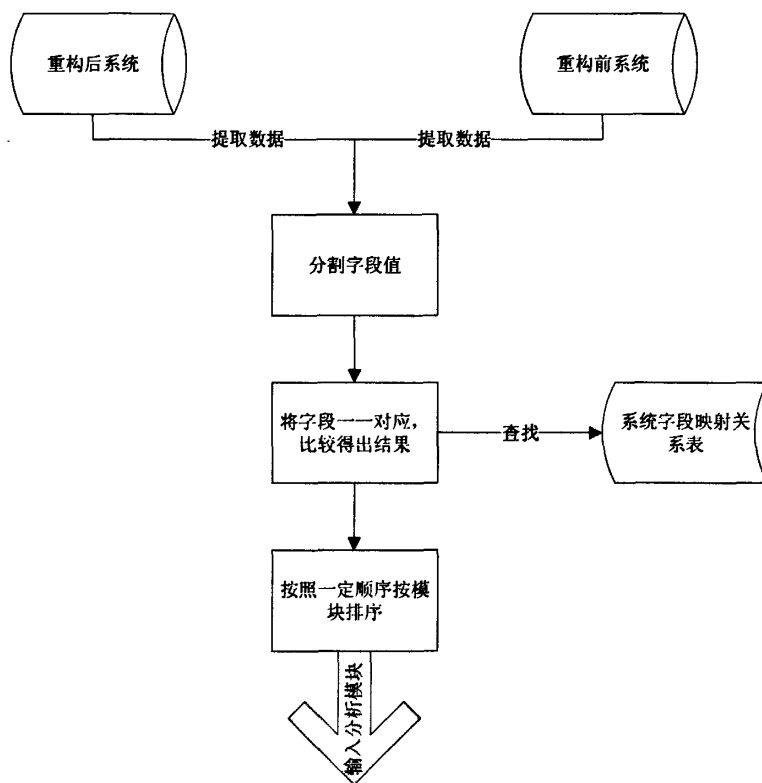 重构后系统
重构前系统
提取数据
提取数据
分割字段值
将字段一一对应，
比较得出结果
查找
系统字段映射关
系表
按照一定顺序按模
块排序
输入分析模块